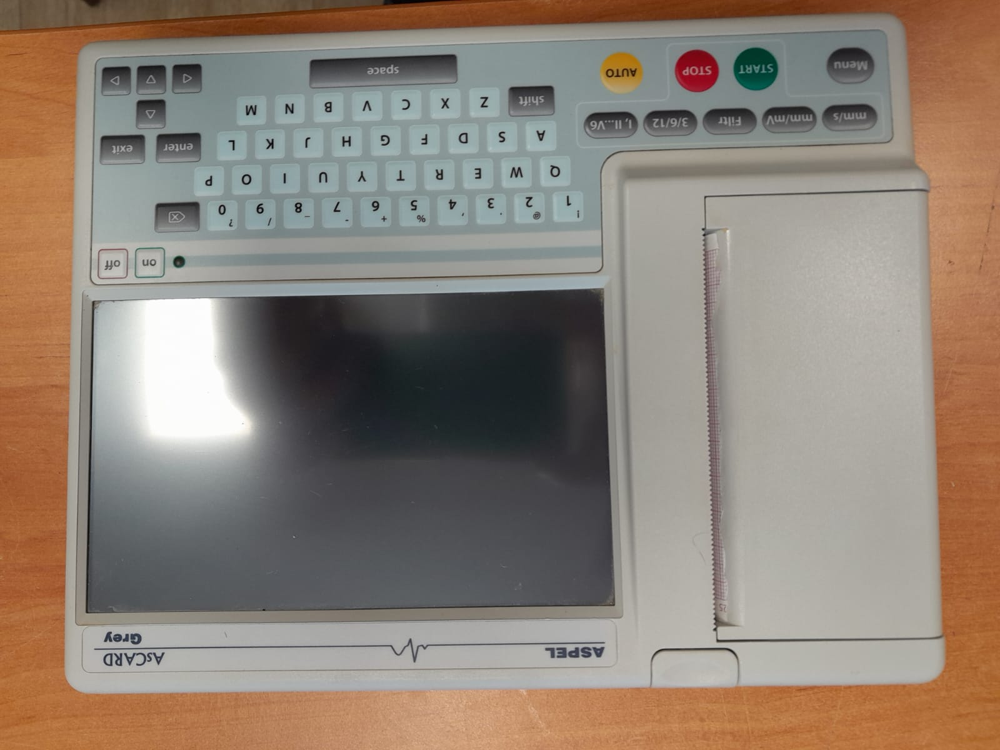 ASPEL
AsCARD
Grey
25
on
off
! 1
@ 2
. 3
, 4
% 5
+ 6
- 7
_ 8
/ 9
? 0
Q W E R T Y U I O P
A S D F G H J K L
enter
exit
shift
Z X C V B N M
space
mm/s
mm/mV
Filtr
3/6/12
I, II...V6
Menu
START
STOP
AUTO